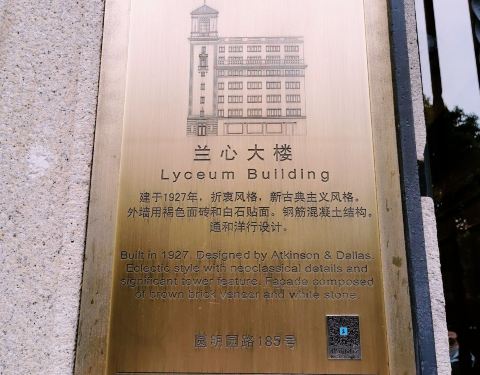 兰心大楼
Lyceum Building
建于1927年，折衷风格，新古典主义风格。
外墙用褐色面砖和白石贴面。钢筋混凝土结构。
通和洋行设计。
Built in 1927. Designed by Atkinson & Dallas.
Eclectic style with neoclassical details and
significant tower feature. Façade composed
of brown brick veneer and white stone.
圆明园路185号